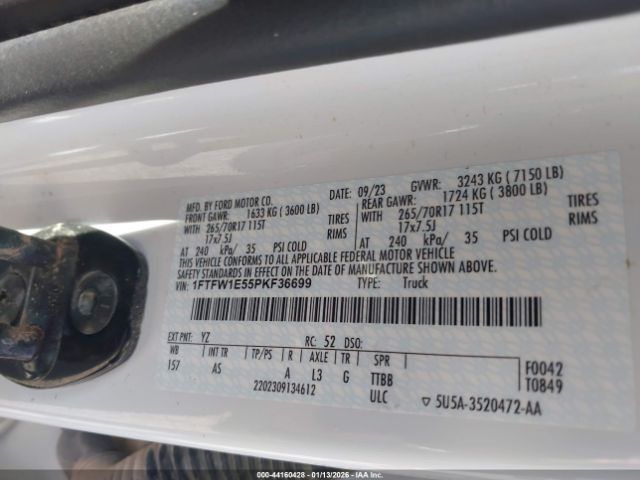 MFD. BY FORD MOTOR CO.
DATE: 09/23 GVWR: 3243 KG ( 7150 LB)
FRONT GAWR: 1633 KG ( 3600 LB) REAR GAWR: 1724 KG ( 3800 LB)
WITH 265/70R17 115T TIRES WITH 265/70R17 115T TIRES
17x7.5J RIMS 17x7.5J RIMS
AT 240 kPa/ 35 PSI COLD AT 240 kPa/ 35 PSI COLD
THIS VEHICLE CONFORMS TO ALL APPLICABLE FEDERAL MOTOR VEHICLE
SAFETY STANDARDS IN EFFECT ON THE DATE OF MANUFACTURE SHOWN ABOVE.
VIN: 1FTFW1E55PKF36699 TYPE: Truck
EXT PNT: YZ RC: 52 DSO:
WB INT TR TP/PS R AXLE TR SPR F0042
157 AS A L3 G TTBB T0849
2202309134612 ULC ▽ 5U5A-3520472-AA
000-44160428 - 01/13/2026 - IAA Inc.